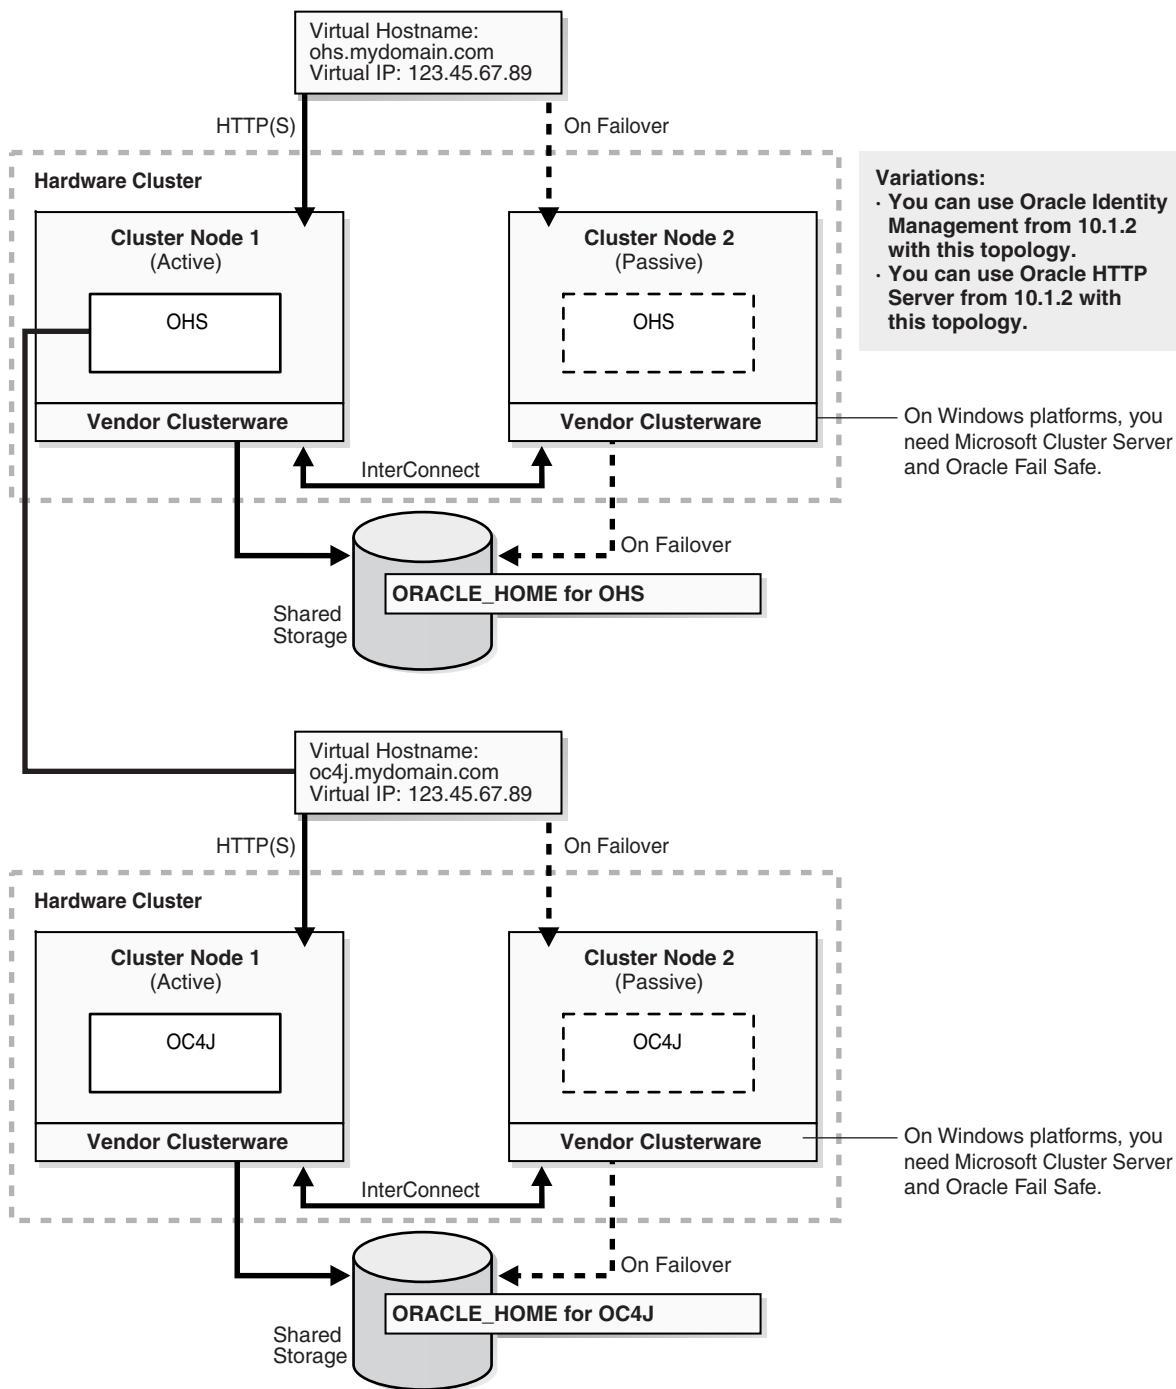 Virtual Hostname:
ohs.mydomain.com
Virtual IP: 123.45.67.89
HTTP(S)
On Failover
Hardware Cluster
Cluster Node 1
(Active)
OHS
Vendor Clusterware
Cluster Node 2
(Passive)
OHS
Vendor Clusterware
Variations:
· You can use Oracle Identity
Management from 10.1.2
with this topology.
· You can use Oracle HTTP
Server from 10.1.2 with
this topology.
On Windows platforms, you
need Microsoft Cluster Server
and Oracle Fail Safe.
InterConnect
On Failover
ORACLE_HOME for OHS
Shared
Storage
Virtual Hostname:
oc4j.mydomain.com
Virtual IP: 123.45.67.89
HTTP(S)
On Failover
Hardware Cluster
Cluster Node 1
(Active)
OC4J
Vendor Clusterware
Cluster Node 2
(Passive)
OC4J
Vendor Clusterware
On Windows platforms, you
need Microsoft Cluster Server
and Oracle Fail Safe.
InterConnect
On Failover
ORACLE_HOME for OC4J
Shared
Storage